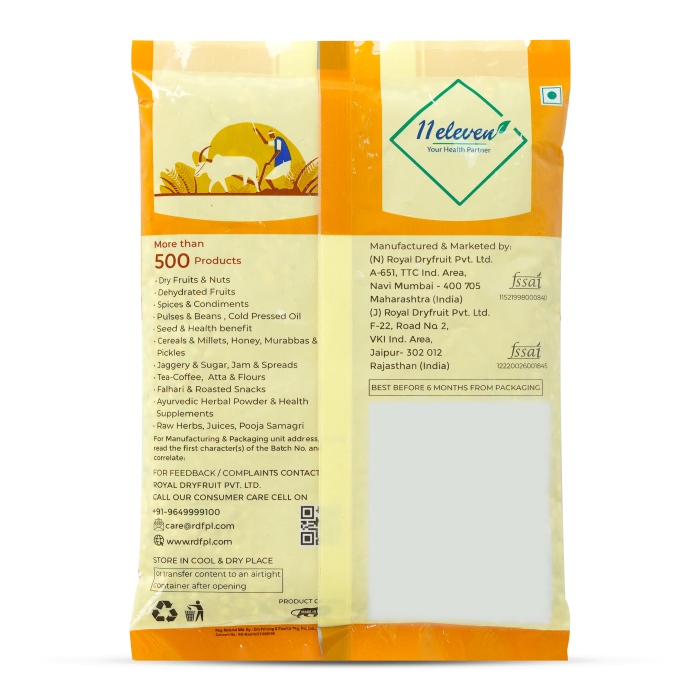 More than
500 Products
• Dry Fruits & Nuts
• Dehydrated Fruits
• Spices & Condiments
• Pulses & Beans , Cold Pressed Oil
• Seed & Health benefit
• Cereals & Millets, Honey, Murabbas &
Pickles
• Jaggery & Sugar, Jam & Spreads
• Tea-Coffee, Atta & Flours
• Falhari & Roasted Snacks
• Ayurvedic Herbal Powder & Health
Supplements
• Raw Herbs, Juices, Pooja Samagri
For Manufacturing & Packaging unit address,
read the first character(s) of the Batch No. and
correlate:
FOR FEEDBACK / COMPLAINTS CONTACT
ROYAL DRYFRUIT PVT. LTD.
CALL OUR CONSUMER CARE CELL ON
+91-9649999100
care@rdfpl.com
www.rdfpl.com
STORE IN COOL & DRY PLACE
or transfer content to an airtight
container after opening
PRODUCT
11 eleven
Your Health Partner
Manufactured & Marketed by:
(N) Royal Dryfruit Pvt. Ltd.
A-651, TTC Ind. Area,
Navi Mumbai - 400 705
Maharashtra (India)
fssai
11521998000840
(J) Royal Dryfruit Pvt. Ltd.
F-22, Road No. 2,
VKI Ind. Area,
Jaipur- 302 012
Rajasthan (India)
fssai
12220026001845
BEST BEFORE 6 MONTHS FROM PACKAGING